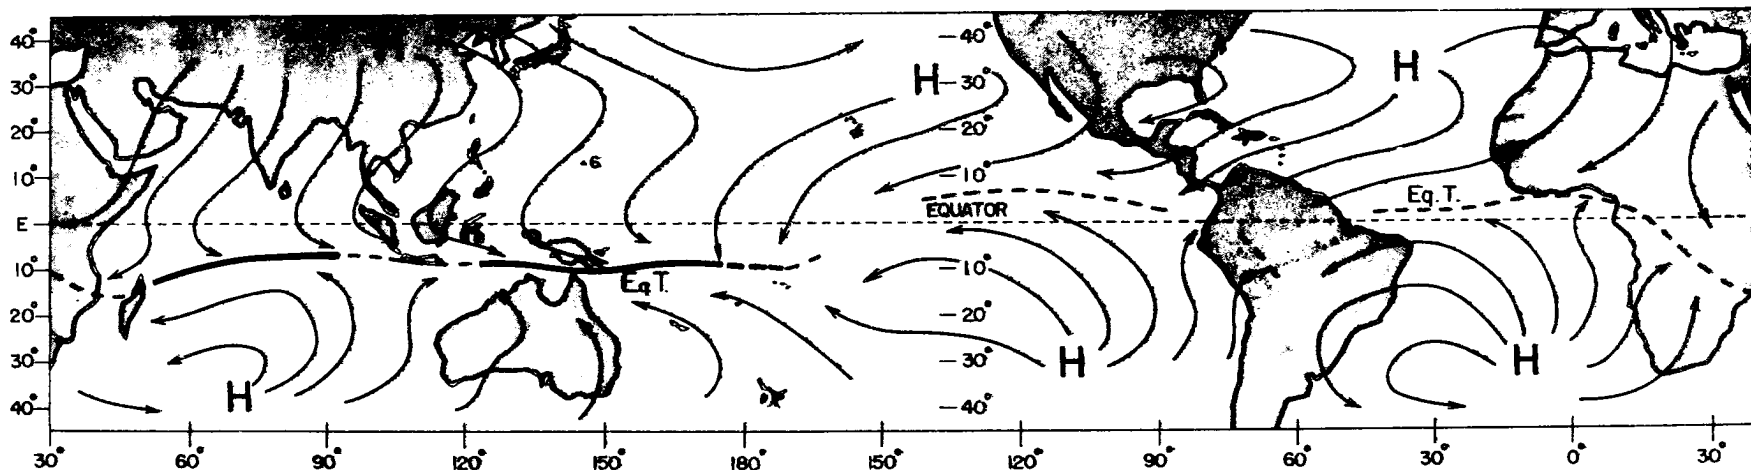 40° H —40° H
30° —30°
20° —20°
·6
10° —10°
Eq.T.
E EQUATOR
10° Eq T. —10°
20° —20°
30° —30° H H
H
40° —40°
30° 60° 90° 120° 150° 180° 150° 120° 90° 60° 30° 0° 30°